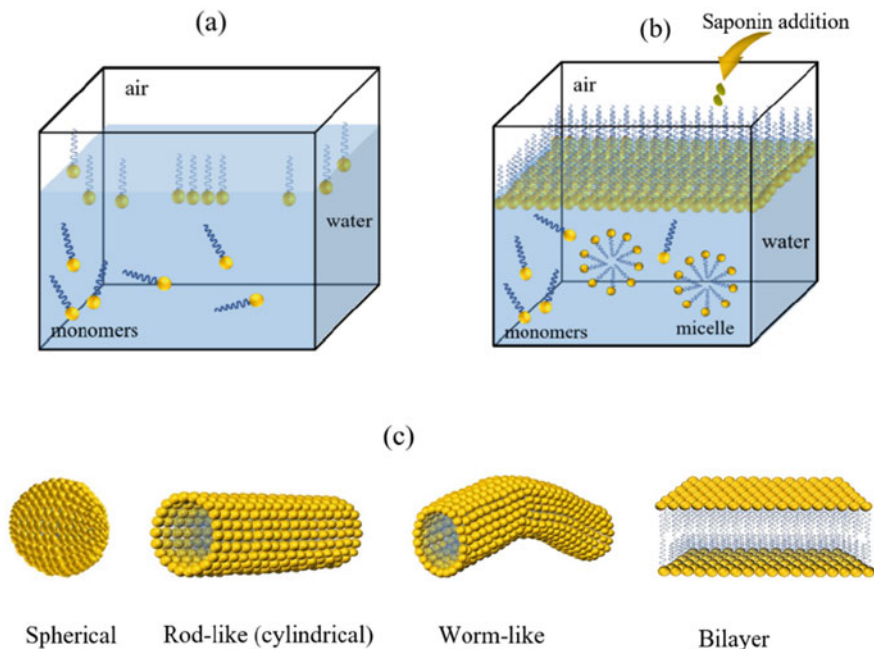 (a)
air
water
monomers
Saponin addition
(b)
air
water
monomers
micelle
(c)
Spherical
Rod-like (cylindrical)
Worm-like
Bilayer